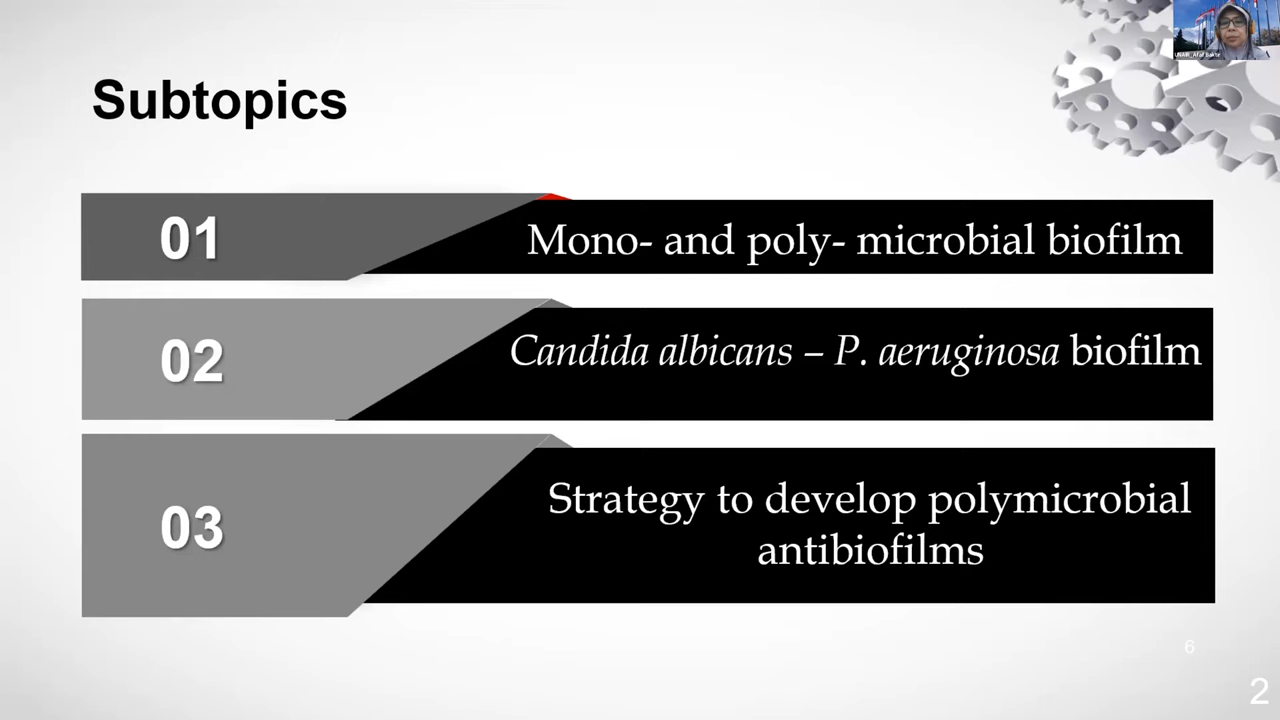 Subtopics
01
Mono- and poly- microbial biofilm
02
Candida albicans – P. aeruginosa biofilm
03
Strategy to develop polymicrobial
antibiofilms
6
2